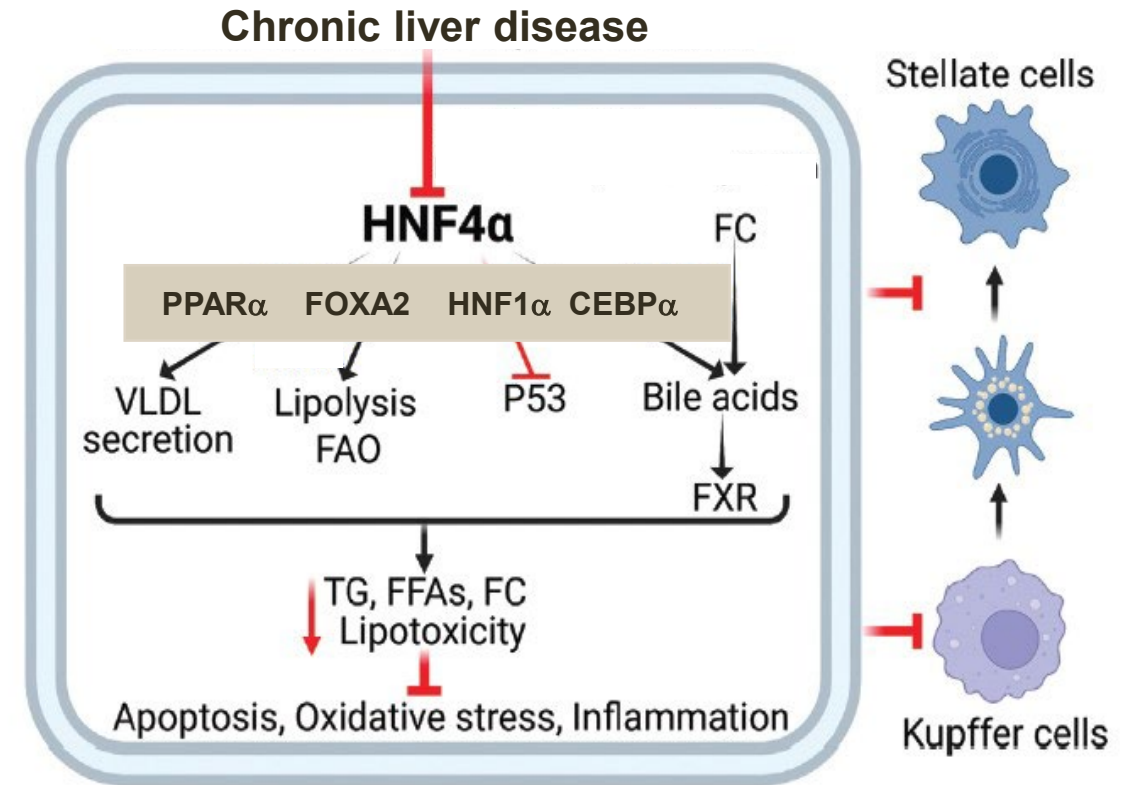 Chronic liver disease
Stellate cells
HNF4α
FC
PPARα FOXA2 HNF1α CEBPα
VLDL
secretion
Lipolysis
FAO
P53
Bile acids
FXR
TG, FFAs, FC
Lipotoxicity
Apoptosis, Oxidative stress, Inflammation
Kupffer cells